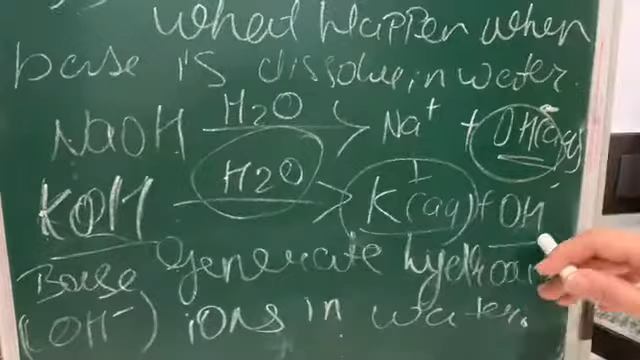 what Happen when
base is dissolve in water.
NaOH H₂O → Na⁺ + OH⁻(aq)
KOH H₂O → K⁺(aq) + OH⁻
Base generate
(OH⁻) ions in water.